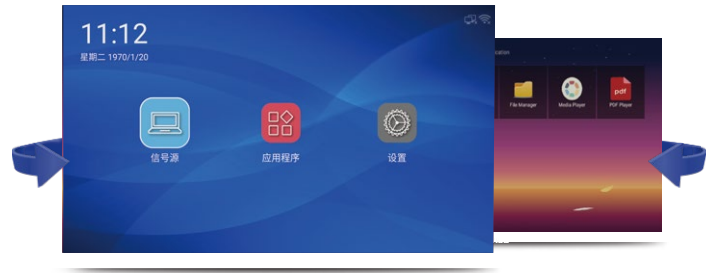 11:12
星期二 1970/1/20
信号源
应用程序
设置
cation
pdf
File Manager
Media Player
PDF Player